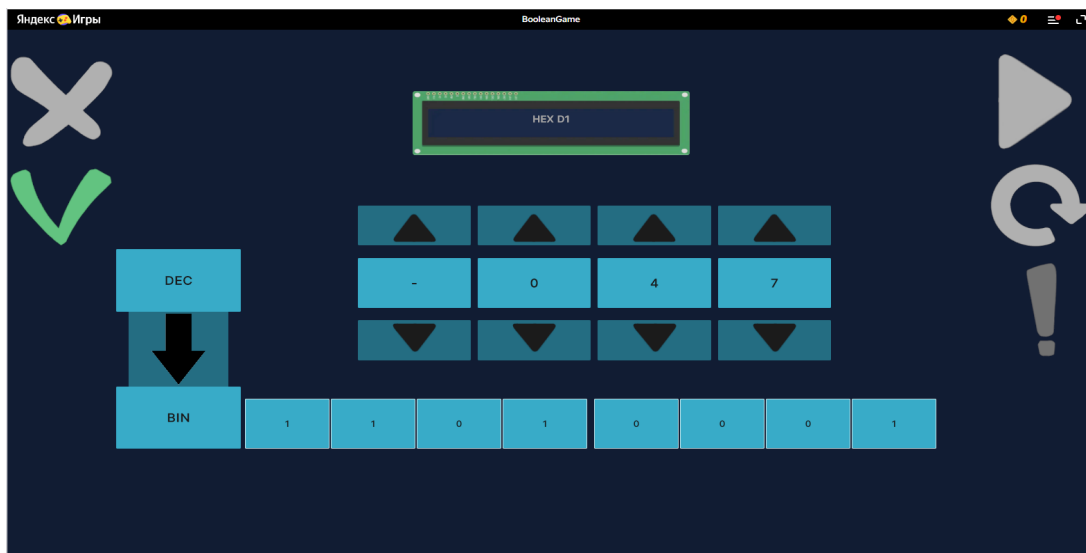 Яндекс Игры
BooleanGame
0
HEX D1
DEC
- 0 4 7
BIN
1 1 0 1 0 0 0 1